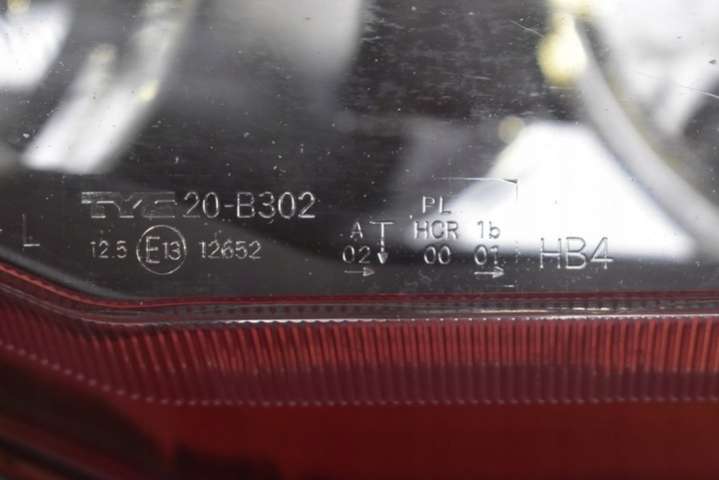 TYC 20-B302 PL
L A HCR 1b
12.5 E13 12652 02 00 01 HB4